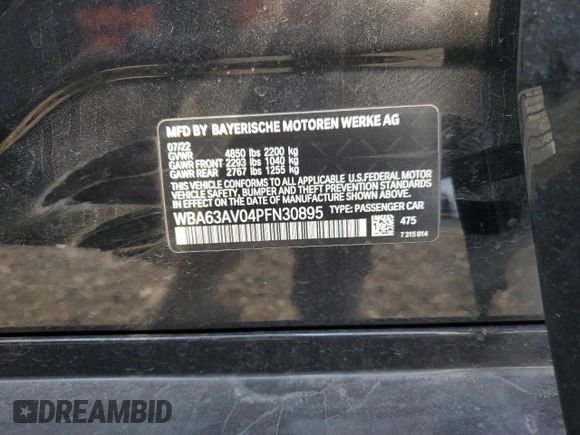 MFD BY BAYERISCHE MOTOREN WERKE AG
07/22
GVWR 4850 lbs 2200 kg
GAWR FRONT 2293 lbs 1040 kg
GAWR REAR 2767 lbs 1255 kg
THIS VEHICLE CONFORMS TO ALL APPLICABLE U.S.FEDERAL MOTOR
VEHICLE SAFETY, BUMPER AND THEFT PREVENTION STANDARDS
IN EFFECT ON THE DATE OF MANUFACTURE SHOWN ABOVE.
WBA63AV04PFN30895 TYPE: PASSENGER CAR
475
7 315 814
DREAMBID